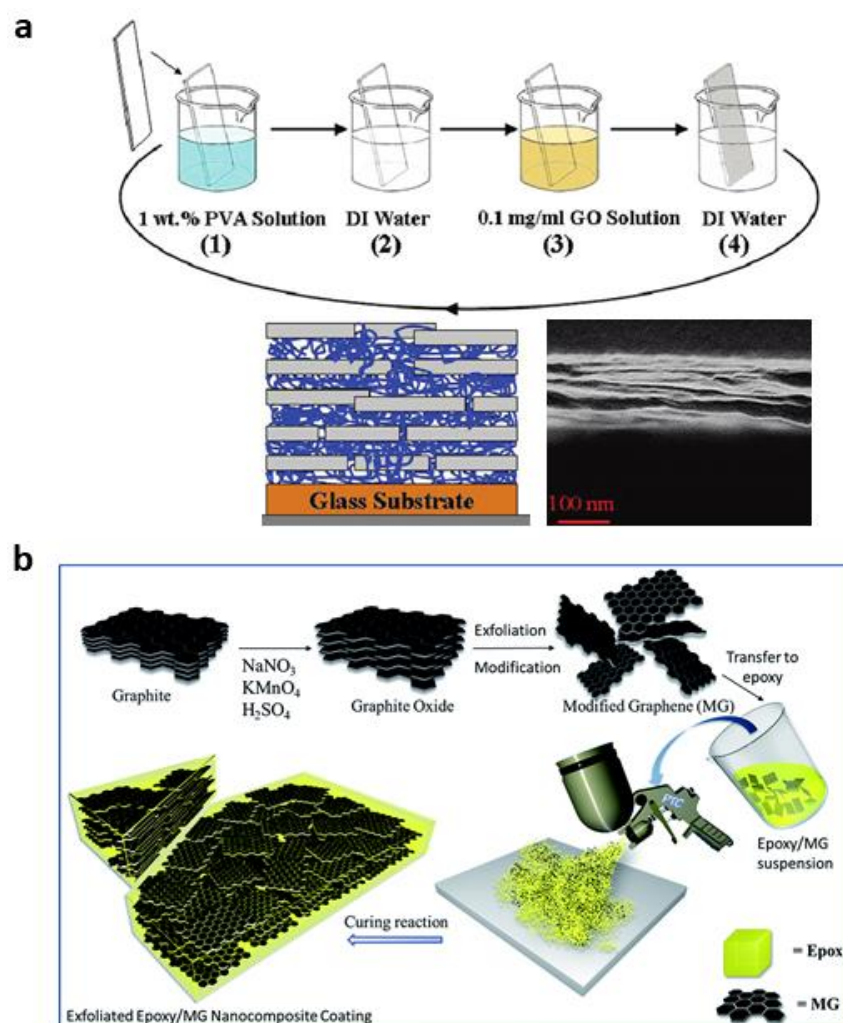 a
1 wt.% PVA Solution
(1)
DI Water
(2)
0.1 mg/ml GO Solution
(3)
DI Water
(4)
Glass Substrate
100 nm
b
Graphite
NaNO3
KMnO4
H2SO4
Graphite Oxide
Exfoliation
Modification
Modified Graphene (MG)
Transfer to
epoxy
PTC
Epoxy/MG
suspension
Curing reaction
= Epox
= MG
Exfoliated Epoxy/MG Nanocomposite Coating